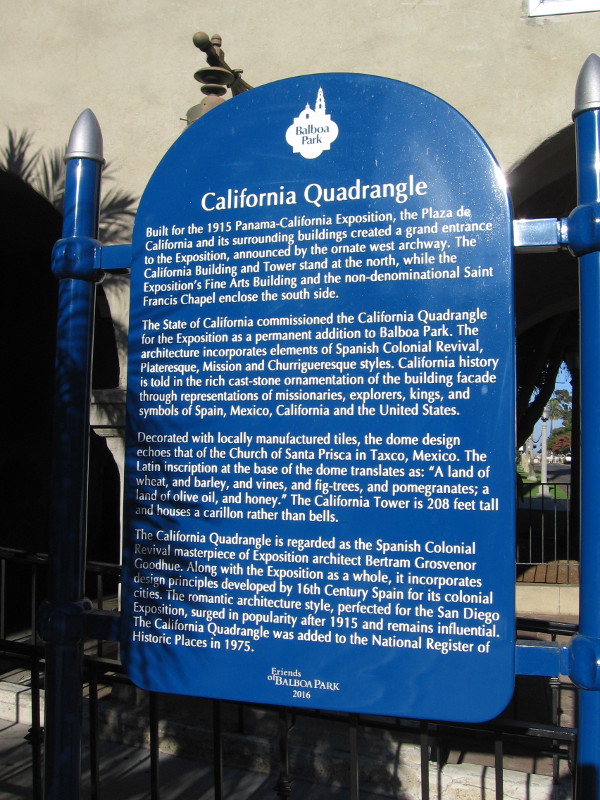 Balboa
Park
California Quadrangle
Built for the 1915 Panama-California Exposition, the Plaza de
California and its surrounding buildings created a grand entrance
to the Exposition, announced by the ornate west archway. The
California Building and Tower stand at the north, while the
Exposition's Fine Arts Building and the non-denominational Saint
Francis Chapel enclose the south side.
The State of California commissioned the California Quadrangle
for the Exposition as a permanent addition to Balboa Park. The
architecture incorporates elements of Spanish Colonial Revival,
Plateresque, Mission and Churrigueresque styles. California history
is told in the rich cast-stone ornamentation of the building facade
through representations of missionaries, explorers, kings, and
symbols of Spain, Mexico, California and the United States.
Decorated with locally manufactured tiles, the dome design
echoes that of the Church of Santa Prisca in Taxco, Mexico. The
Latin inscription at the base of the dome translates as: "A land of
wheat, and barley, and vines, and fig-trees, and pomegranates; a
land of olive oil, and honey." The California Tower is 208 feet tall
and houses a carillon rather than bells.
The California Quadrangle is regarded as the Spanish Colonial
Revival masterpiece of Exposition architect Bertram Grosvenor
Goodhue. Along with the Exposition as a whole, it incorporates
design principles developed by 16th Century Spain for its colonial
cities. The romantic architecture style, perfected for the San Diego
Exposition, surged in popularity after 1915 and remains influential.
The California Quadrangle was added to the National Register of
Historic Places in 1975.
Friends
of BALBOA PARK
2016